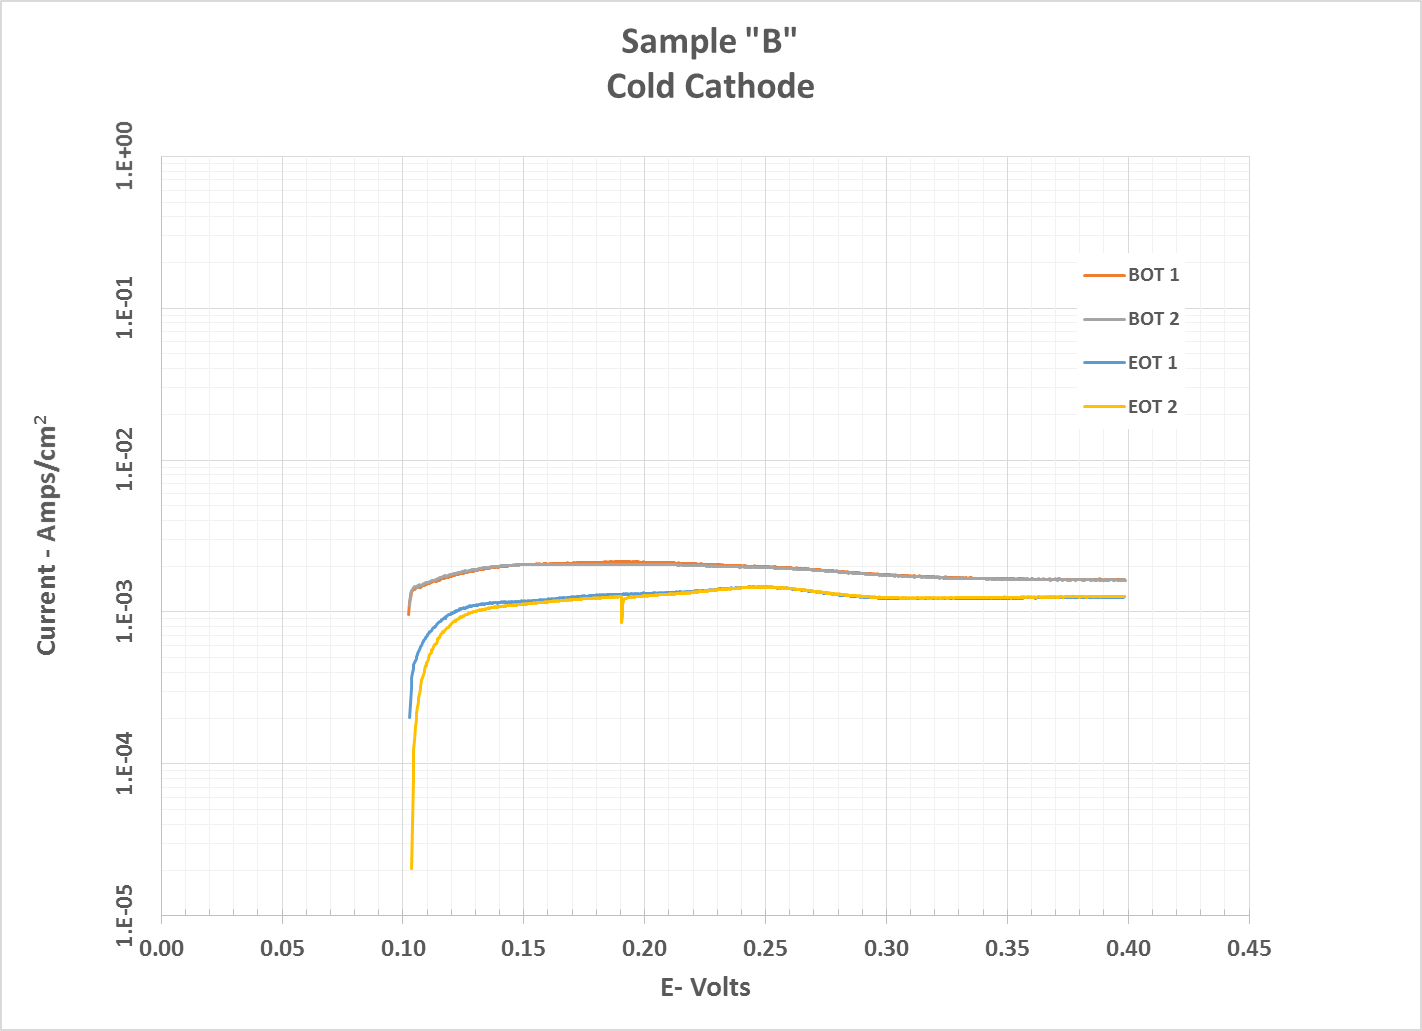 Sample "B"
Cold Cathode
1.E+00
1.E-01
1.E-02
1.E-03
1.E-04
1.E-05
Current - Amps/cm²
BOT 1
BOT 2
EOT 1
EOT 2
0.00 0.05 0.10 0.15 0.20 0.25 0.30 0.35 0.40 0.45
E- Volts